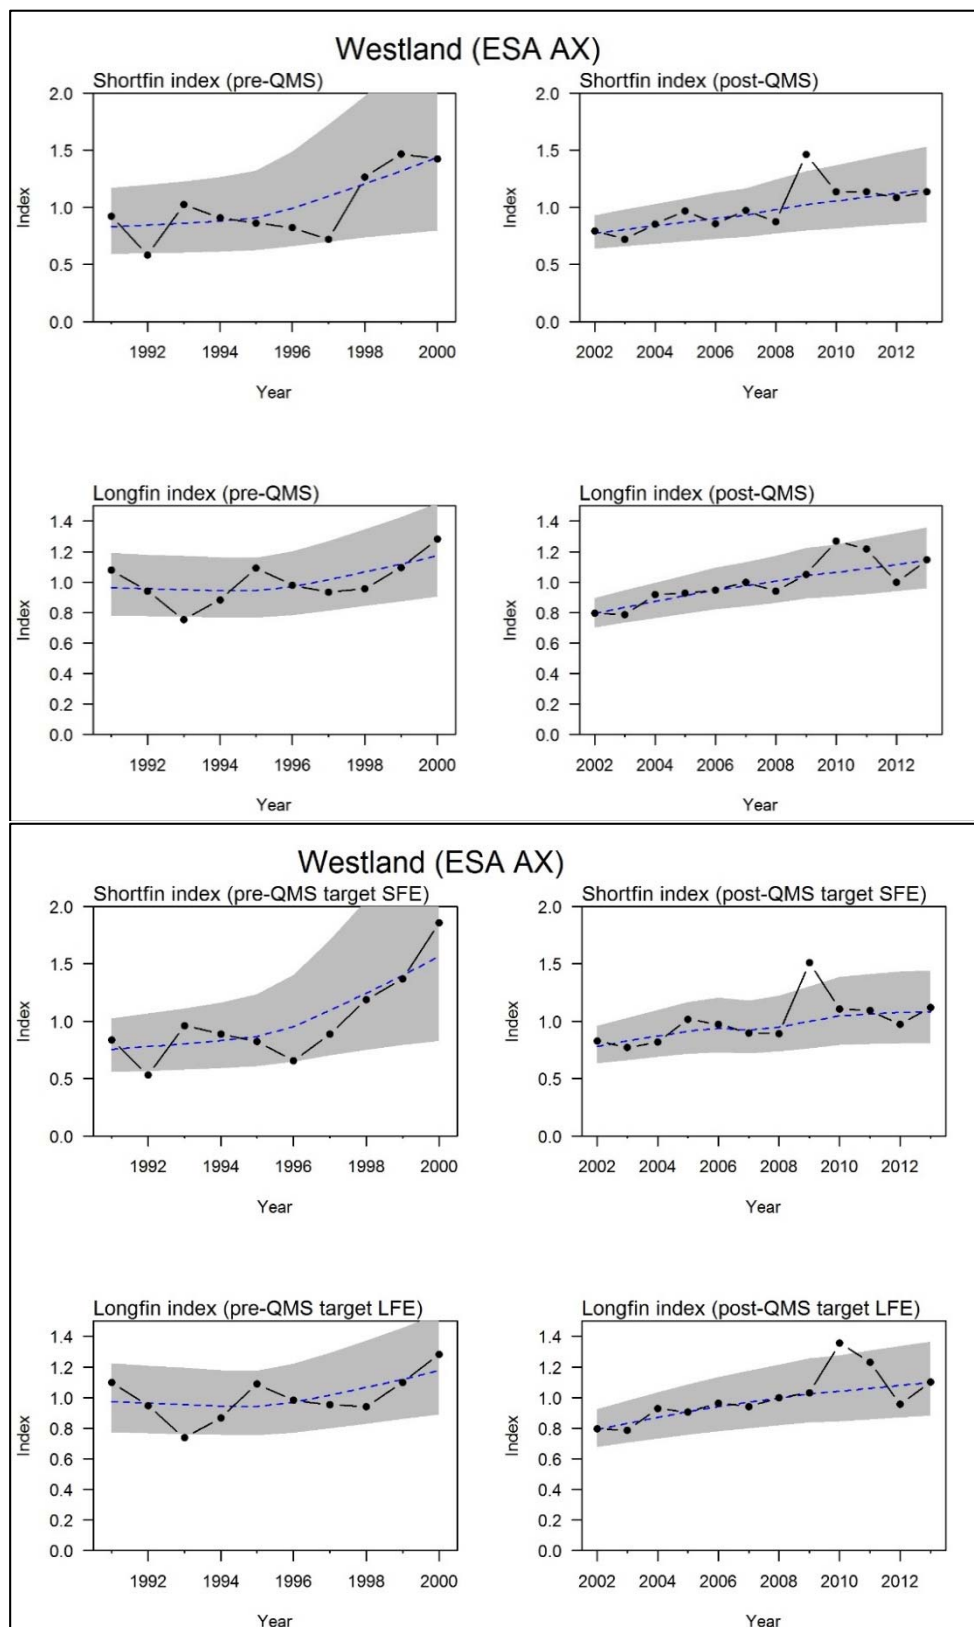 Westland (ESA AX)
Shortfin index (pre-QMS)
Index
2.0
1.5
1.0
0.5
0.0
1992 1994 1996 1998 2000
Year
Shortfin index (post-QMS)
Index
2.0
1.5
1.0
0.5
0.0
2002 2004 2006 2008 2010 2012
Year
Longfin index (pre-QMS)
Index
1.4
1.2
1.0
0.8
0.6
0.4
0.2
0.0
1992 1994 1996 1998 2000
Year
Longfin index (post-QMS)
Index
1.4
1.2
1.0
0.8
0.6
0.4
0.2
0.0
2002 2004 2006 2008 2010 2012
Year
Westland (ESA AX)
Shortfin index (pre-QMS target SFE)
Index
2.0
1.5
1.0
0.5
0.0
1992 1994 1996 1998 2000
Year
Shortfin index (post-QMS target SFE)
Index
2.0
1.5
1.0
0.5
0.0
2002 2004 2006 2008 2010 2012
Year
Longfin index (pre-QMS target LFE)
Index
1.4
1.2
1.0
0.8
0.6
0.4
0.2
0.0
1992 1994 1996 1998 2000
Year
Longfin index (post-QMS target LFE)
Index
1.4
1.2
1.0
0.8
0.6
0.4
0.2
0.0
2002 2004 2006 2008 2010 2012
Year